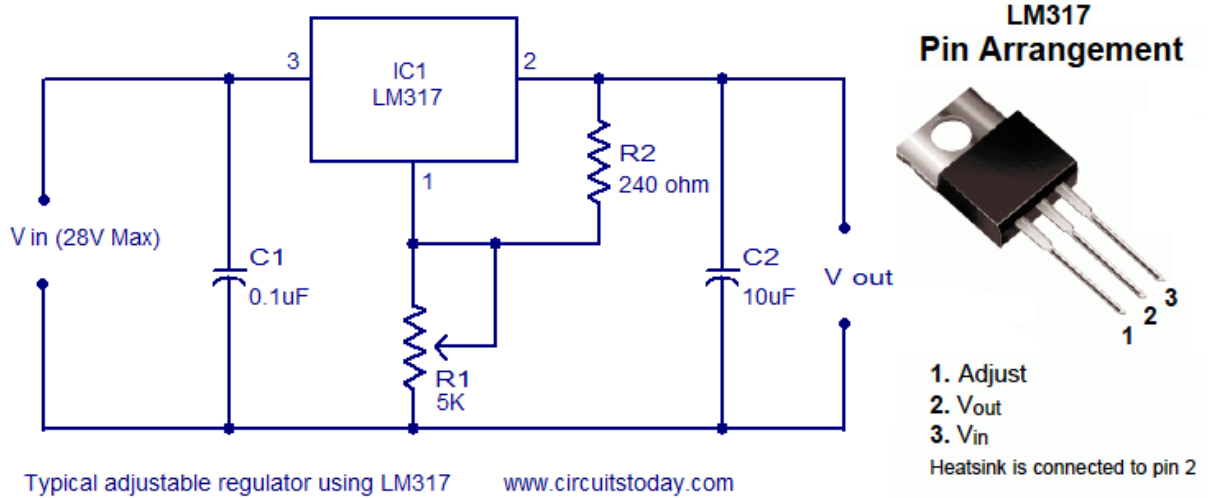 LM317
Pin Arrangement
3
IC1
LM317
2
1
R2
240 ohm
V in (28V Max)
C1
0.1uF
R1
5K
C2
10uF
V out
3
2
1
1. Adjust
2. Vout
3. Vin
Heatsink is connected to pin 2
Typical adjustable regulator using LM317 www.circuitstoday.com